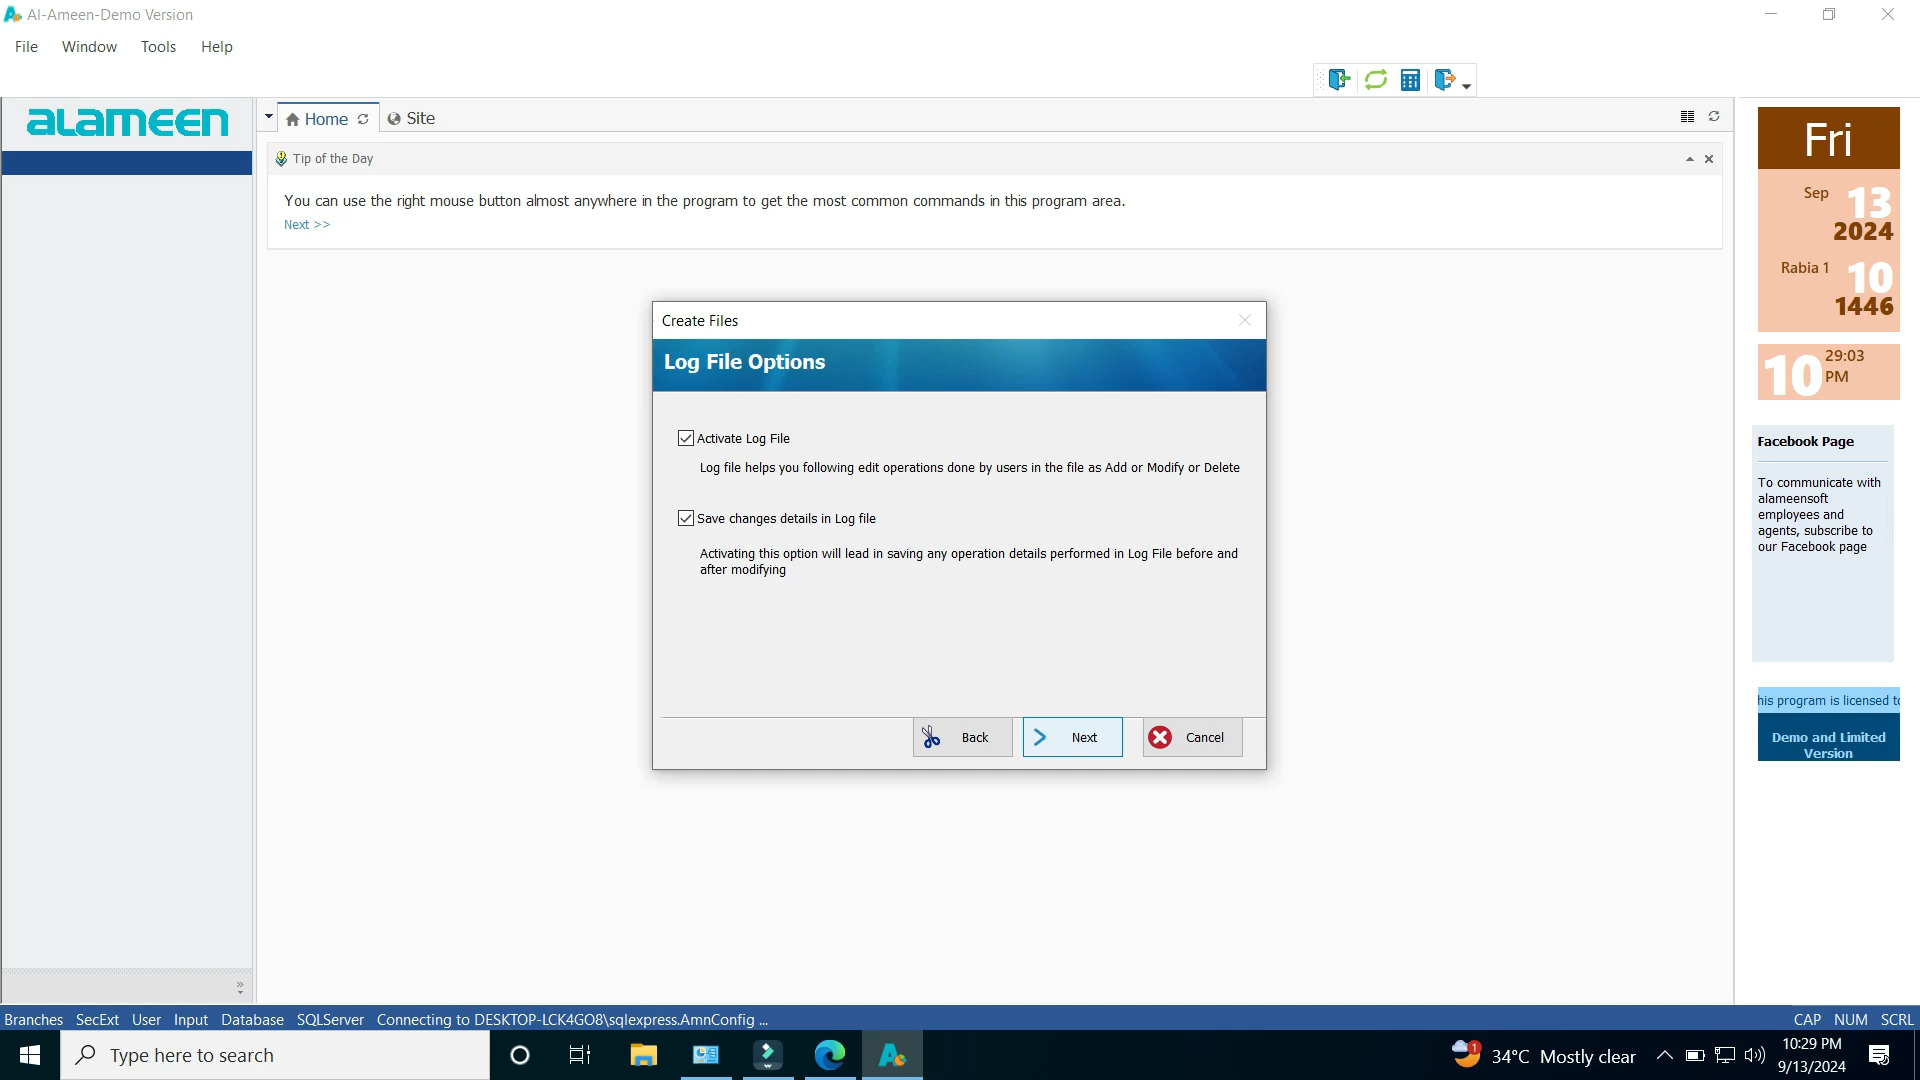 Al-Ameen-Demo Version
File Window Tools Help
ALAMEEN
Home Site
Tip of the Day
You can use the right mouse button almost anywhere in the program to get the most common commands in this program area.
Next >>
Create Files
Log File Options
Activate Log File
Log file helps you following edit operations done by users in the file as Add or Modify or Delete
Save changes details in Log file
Activating this option will lead in saving any operation details performed in Log File before and
after modifying
Back Next Cancel
Fri
Sep 13
2024
Rabia 1 10
1446
10 29:03
PM
Facebook Page
To communicate with
alameensoft
employees and
agents, subscribe to
our Facebook page
his program is licensed to
Demo and Limited
Version
Branches SecExt User Input Database SQLServer Connecting to DESKTOP-LCK4GO8\sqlexpress.AmnConfig ...
CAP NUM SCRL
Type here to search
1 34°C Mostly clear
10:29 PM
9/13/2024